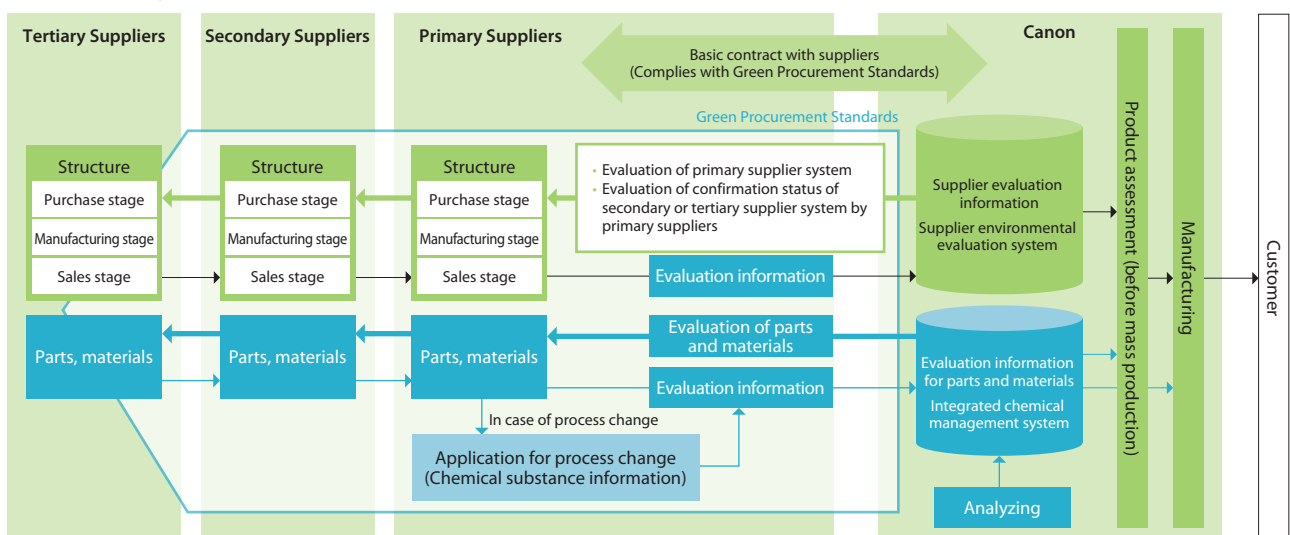 Tertiary Suppliers
Secondary Suppliers
Primary Suppliers
Canon
Basic contract with suppliers
(Complies with Green Procurement Standards)
Green Procurement Standards
Structure
Purchase stage
Manufacturing stage
Sales stage
Structure
Purchase stage
Manufacturing stage
Sales stage
Structure
Purchase stage
Manufacturing stage
Sales stage
• Evaluation of primary supplier system
• Evaluation of confirmation status of
secondary or tertiary supplier system by
primary suppliers
Evaluation information
Supplier evaluation
information
Supplier environmental
evaluation system
Parts, materials
Parts, materials
Parts, materials
Evaluation of parts
and materials
Evaluation information
In case of process change
Application for process change
(Chemical substance information)
Evaluation information
for parts and materials
Integrated chemical
management system
Analyzing
Product assessment (before mass production)
Manufacturing
Customer